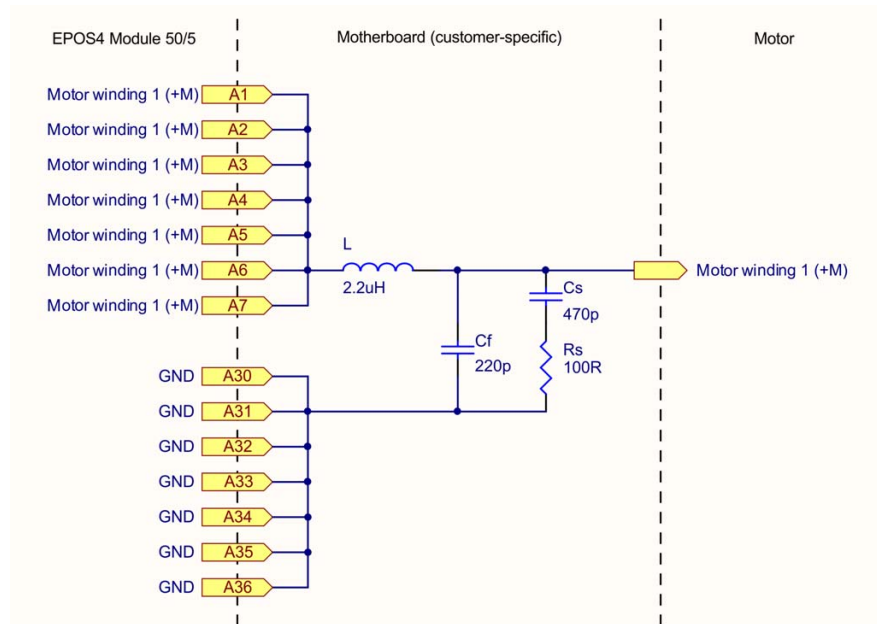 EPOS4 Module 50/5
Motherboard (customer-specific)
Motor
Motor winding 1 (+M) A1
Motor winding 1 (+M) A2
Motor winding 1 (+M) A3
Motor winding 1 (+M) A4
Motor winding 1 (+M) A5
Motor winding 1 (+M) A6
Motor winding 1 (+M) A7
L
2.2uH
Motor winding 1 (+M)
Cs
470p
Cf
220p
Rs
100R
GND A30
GND A31
GND A32
GND A33
GND A34
GND A35
GND A36